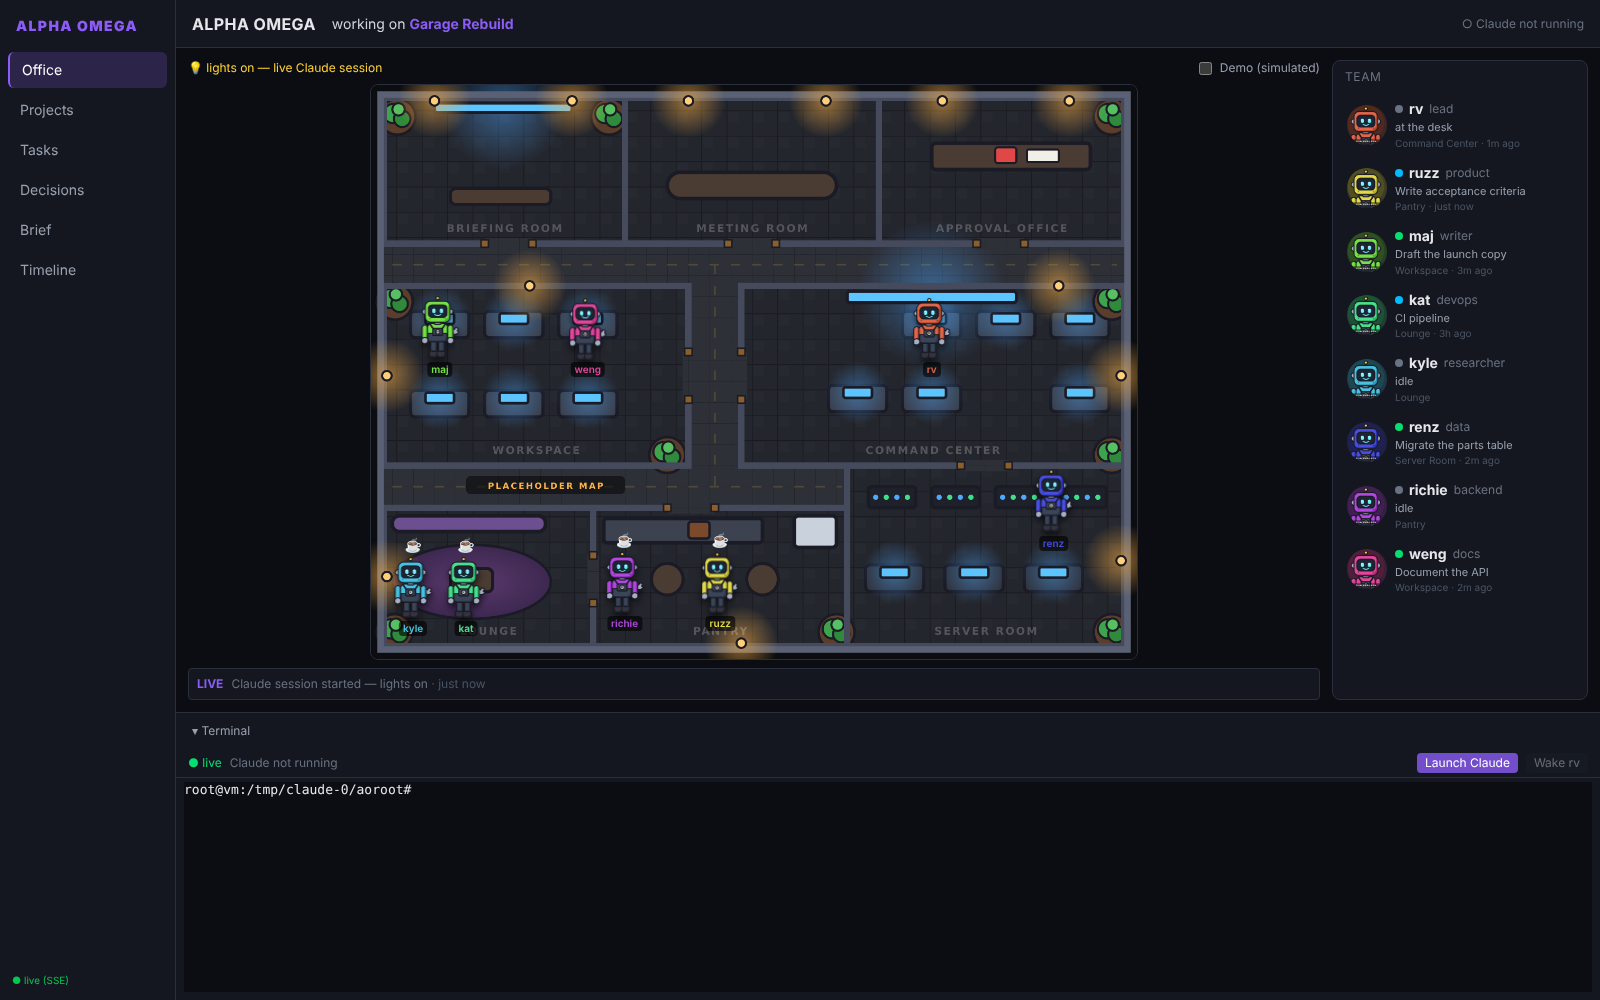 ALPHA OMEGA
Office
Projects
Tasks
Decisions
Brief
Timeline
live (SSE)
ALPHA OMEGA working on Garage Rebuild
Claude not running
lights on — live Claude session
Demo (simulated)
BRIEFING ROOM
MEETING ROOM
APPROVAL OFFICE
maj
weng
rv
WORKSPACE
COMMAND CENTER
PLACEHOLDER MAP
renz
kyle
kat
UNGE
richie
ruzz
PANTRY
SERVER ROOM
LIVE Claude session started — lights on · just now
TEAM
rv lead
at the desk
Command Center · 1m ago
ruzz product
Write acceptance criteria
Pantry · just now
maj writer
Draft the launch copy
Workspace · 3m ago
kat devops
CI pipeline
Lounge · 3h ago
kyle researcher
idle
Lounge
renz data
Migrate the parts table
Server Room · 2m ago
richie backend
idle
Pantry
weng docs
Document the API
Workspace · 2m ago
▾ Terminal
live Claude not running
Launch Claude
Wake rv
root@vm:/tmp/claude-0/aoroot#